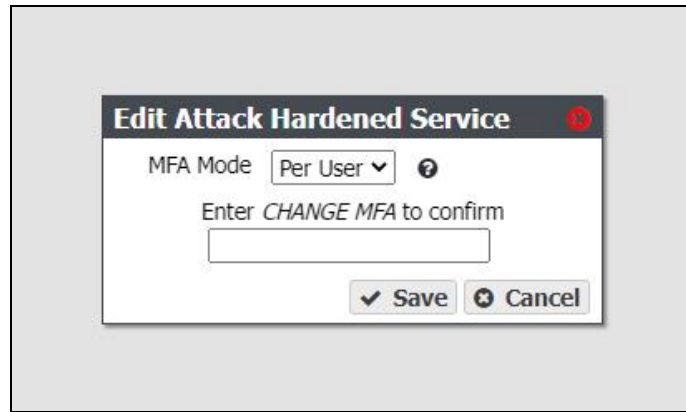 Edit Attack Hardened Service
MFA Mode Per User
Enter CHANGE MFA to confirm
Save Cancel